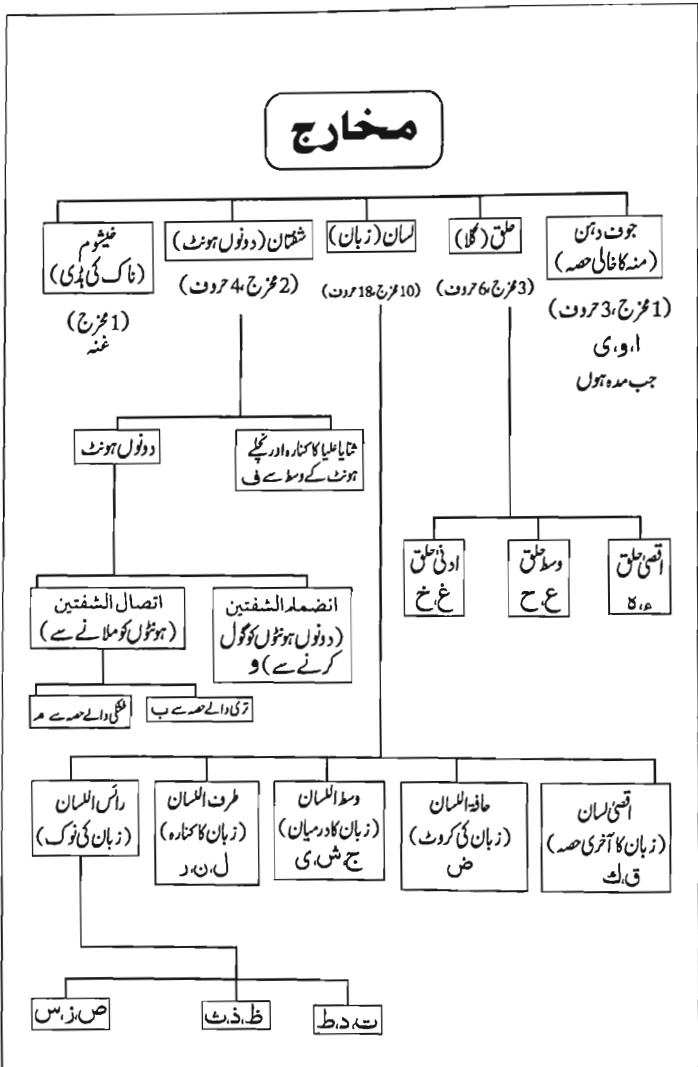 مخارج
جوف دہن
(منہ کا خالی حصہ)
(1 مخرج، 3 حروف)
ا، و، ی
جب مدہ ہوں
حلق (گلا)
(3 مخرج، 6 حروف)
لسان (زبان)
(10 مخرج، 18 حروف)
شفتان (دونوں ہونٹ)
(2 مخرج، 4 حروف)
خیشوم
(ناک کی ہڈی)
(1 مخرج)
غنہ
ثنایا علیا کا کنارہ اور نچلے
ہونٹ کے وسط سے ف
دونوں ہونٹ
اقصیٰ حلق
ء، ہ
وسط حلق
ع، ح
ادنیٰ حلق
غ، خ
انضمام الشفتین
(دونوں ہونٹوں کو گول
کرنے سے) و
اتصال الشفتین
(ہونٹوں کو ملانے سے)
تری والے حصہ سے ب
خشکی والے حصہ سے م
اقصیٰ لسان
(زبان کا آخری حصہ)
ق، ک
حافۃ اللسان
(زبان کی کروٹ)
ض
وسط اللسان
(زبان کا درمیان)
ج، ش، ی
طرف اللسان
(زبان کا کنارہ)
ل، ن، ر
رائس اللسان
(زبان کی نوک)
ت، د، ط
ظ، ذ، ث
ص، ز، س